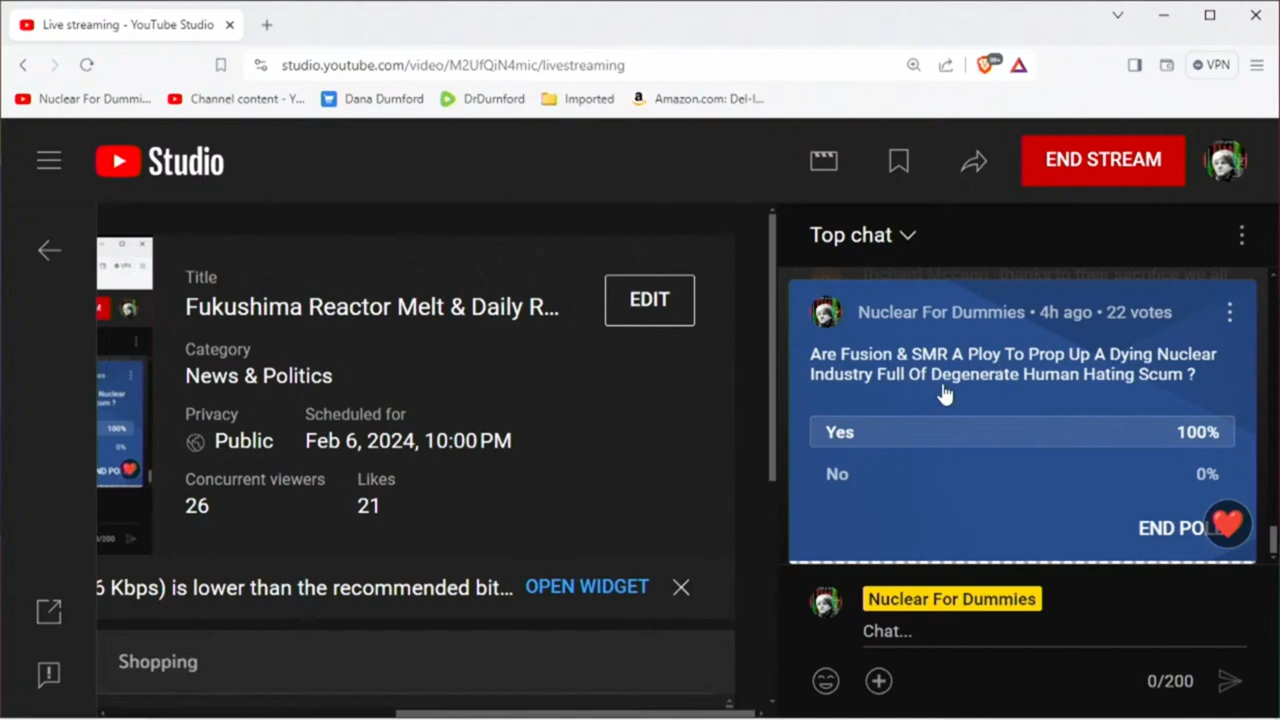 Live streaming - YouTube Studio
studio.youtube.com/video/M2UfQiN4mic/livestreaming
99+
VPN
Nuclear For Dummi...
Channel content - Y...
Dana Durnford
DrDurnford
Imported
Amazon.com: Del-I...
Studio
END STREAM
Title
Fukushima Reactor Melt & Daily R...
EDIT
Category
News & Politics
Privacy
Scheduled for
Public
Feb 6, 2024, 10:00 PM
Concurrent viewers
Likes
26
21
6 Kbps) is lower than the recommended bit...
OPEN WIDGET
Shopping
Top chat
Nuclear For Dummies • 4h ago • 22 votes
Are Fusion & SMR A Ploy To Prop Up A Dying Nuclear
Industry Full Of Degenerate Human Hating Scum ?
Yes
100%
No
0%
END PO
Nuclear For Dummies
Chat...
0/200